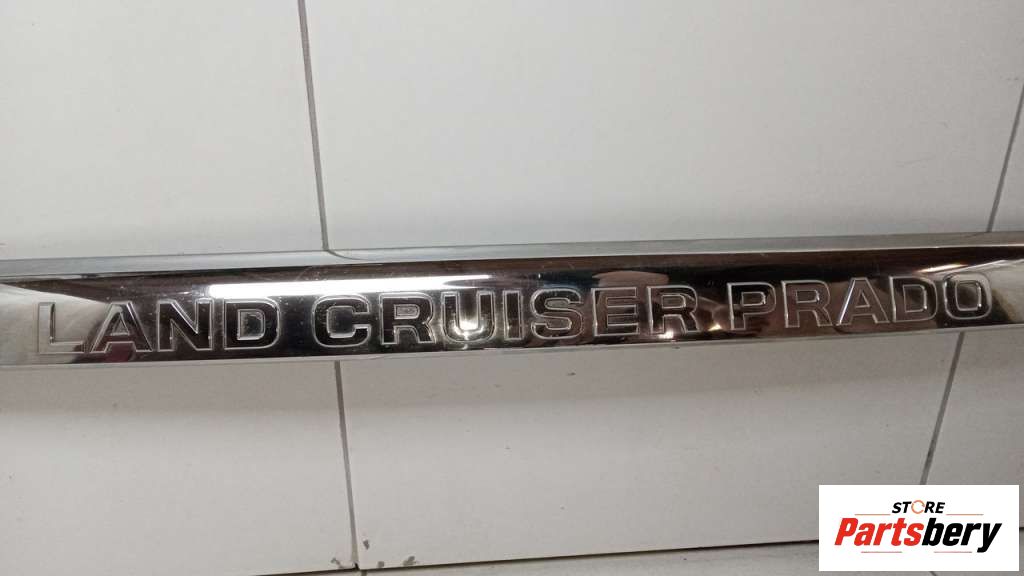 LAND CRUISER PRADO
STORE
Partsbery